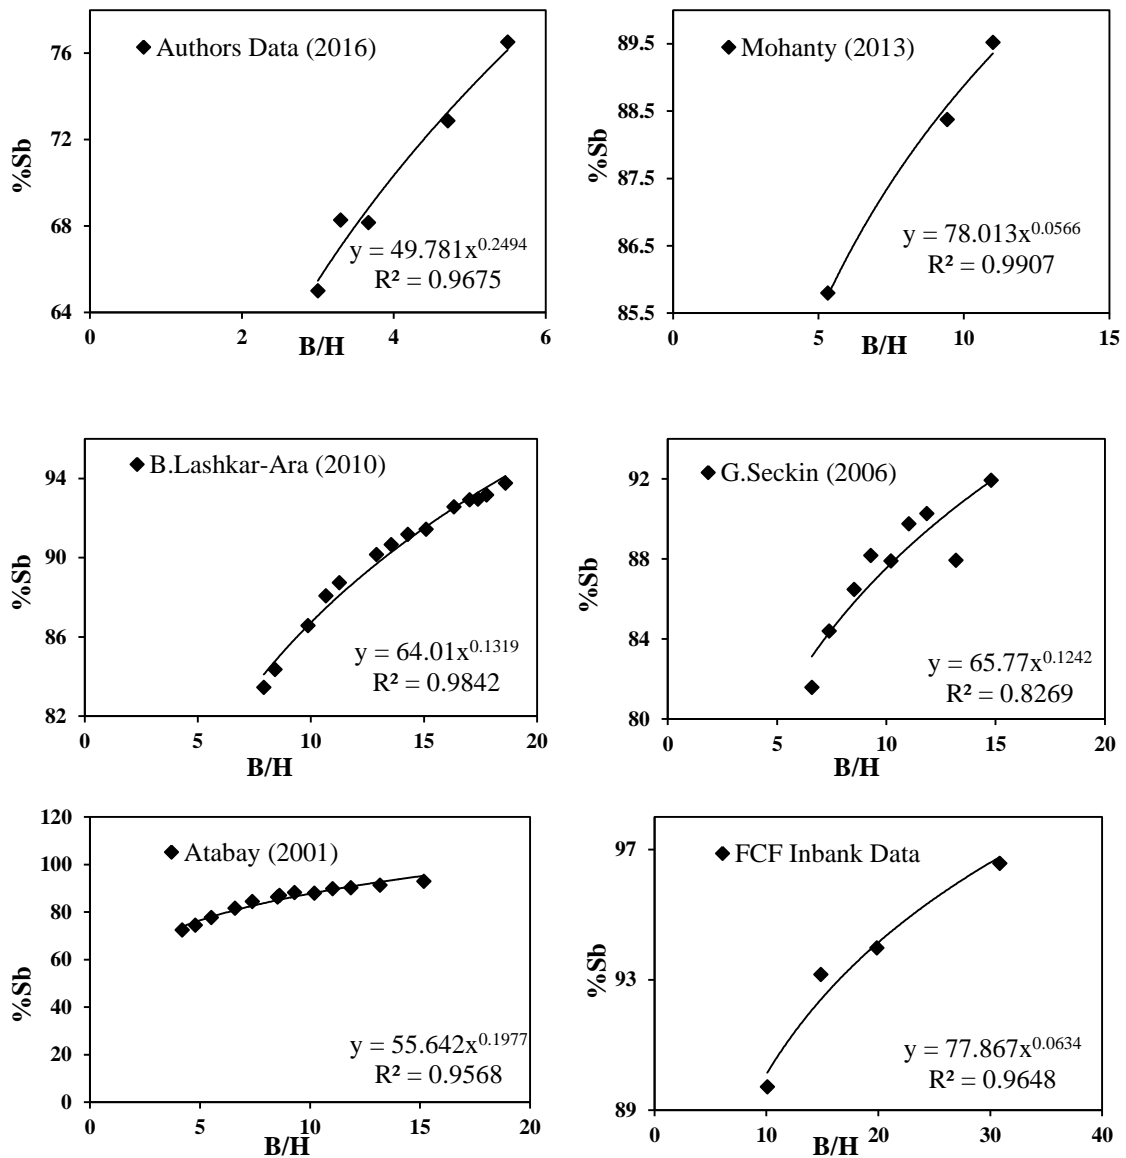 76
72
68
64
%Sb
Authors Data (2016)
y = 49.781x^0.2494
R² = 0.9675
0 2 4 6
B/H
89.5
88.5
87.5
86.5
85.5
%Sb
Mohanty (2013)
y = 78.013x^0.0566
R² = 0.9907
0 5 10 15
B/H
94
90
86
82
%Sb
B.Lashkar-Ara (2010)
y = 64.01x^0.1319
R² = 0.9842
0 5 10 15 20
B/H
92
88
84
80
%Sb
G.Seckin (2006)
y = 65.77x^0.1242
R² = 0.8269
0 5 10 15 20
B/H
120
100
80
60
40
20
0
%Sb
Atabay (2001)
y = 55.642x^0.1977
R² = 0.9568
0 5 10 15 20
B/H
97
93
89
%Sb
FCF Inbank Data
y = 77.867x^0.0634
R² = 0.9648
0 10 20 30 40
B/H